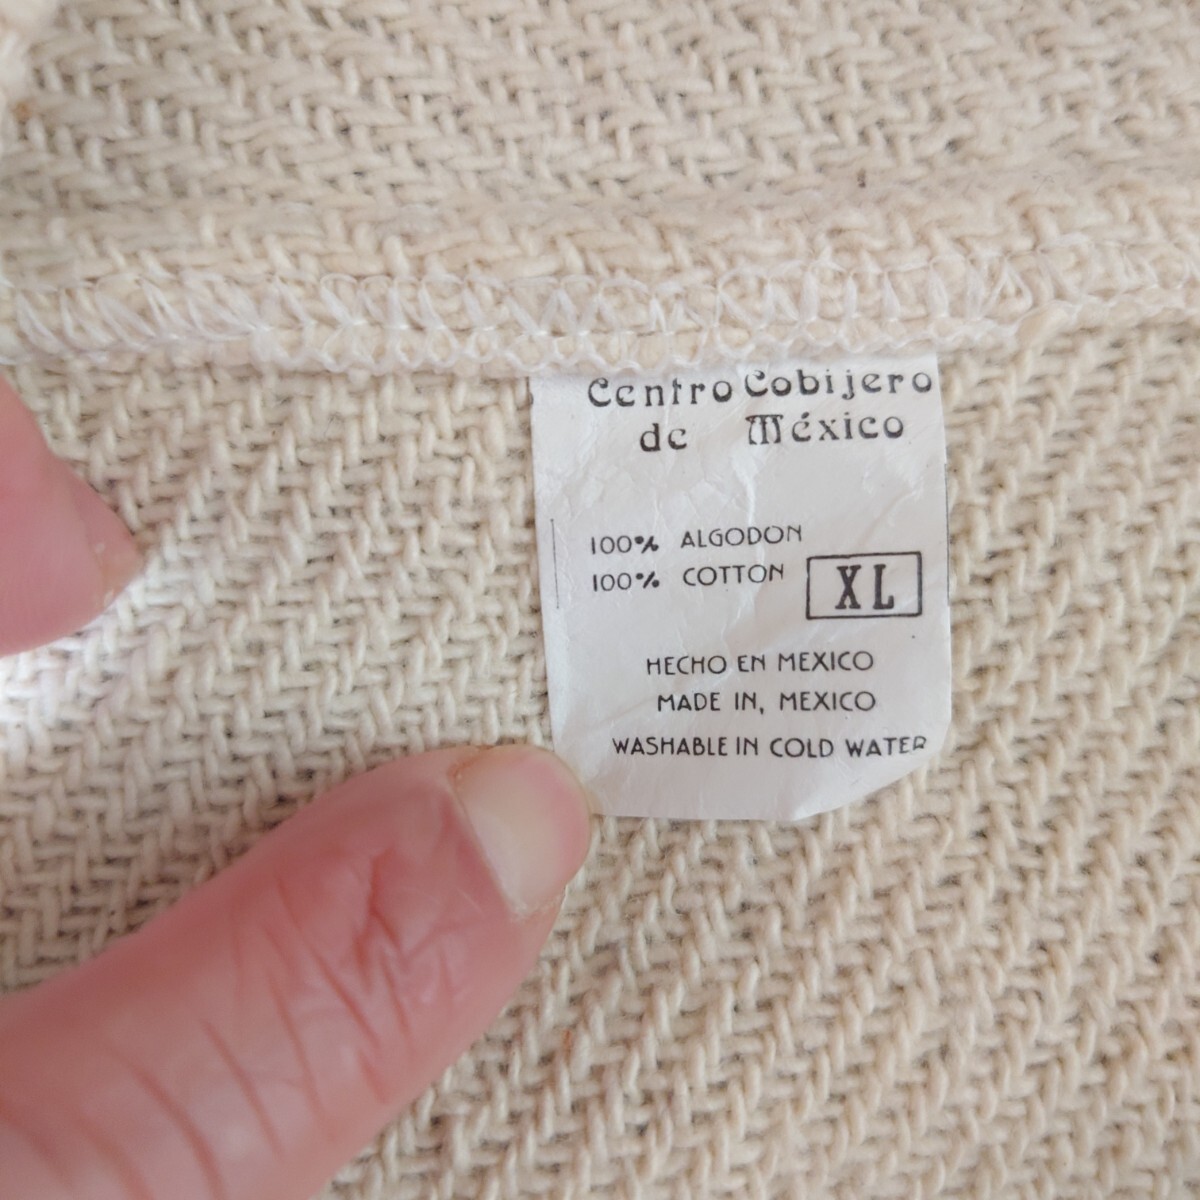 Centro Cobijero
de México
100% ALGODON
100% COTTON
XL
HECHO EN MEXICO
MADE IN, MEXICO
WASHABLE IN COLD WATER